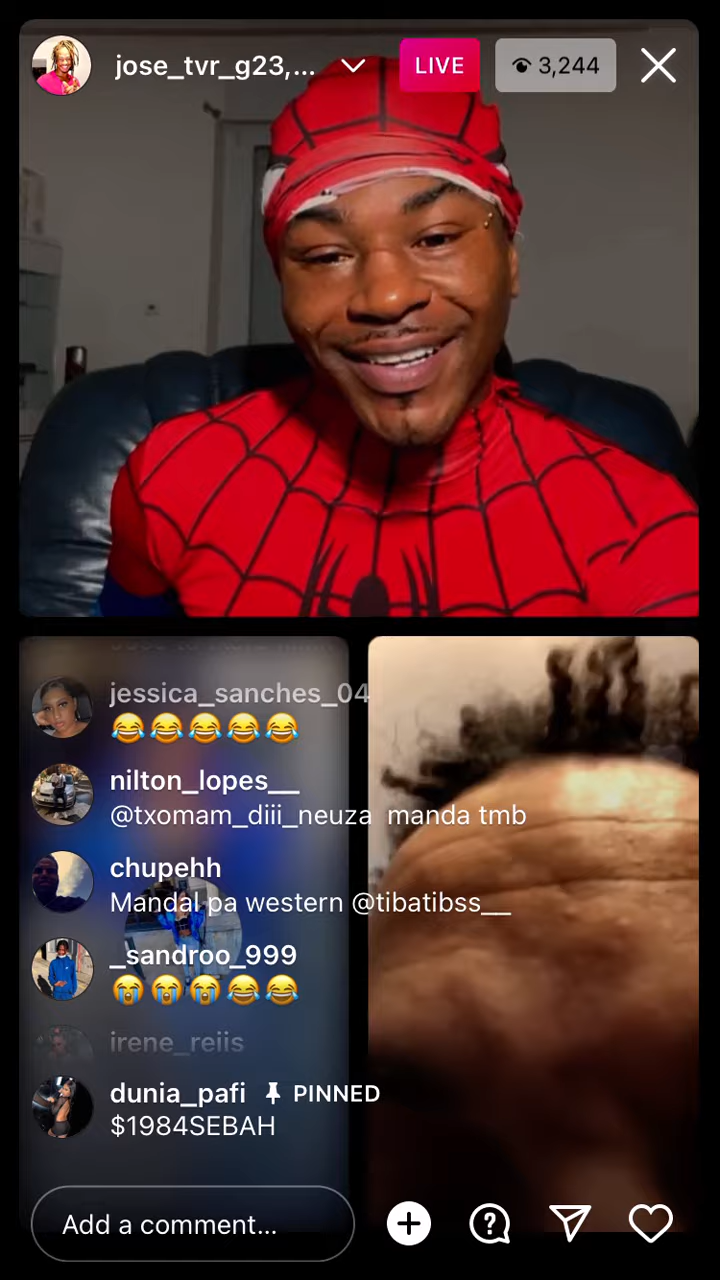 jose_tvr_g23,...
LIVE
3,244
jessica_sanches_04
😂😂😂😂😂
nilton_lopes__
@txomam_diii_neuza manda tmb
chupehh
Mandal pa western @tibatibss__
_sandroo_999
😭😭😭😂😂
irene_reiis
dunia_pafi PINNED
$1984SEBAH
Add a comment...